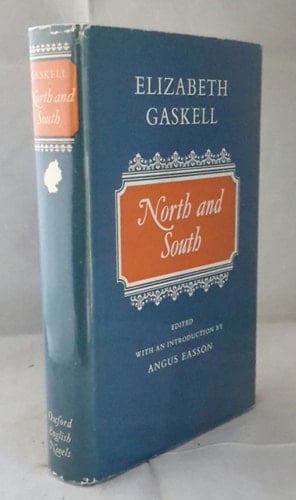 GASKELL
North and
South
Oxford
English
Novels
ELIZABETH
GASKELL
North and
South
EDITED
WITH AN INTRODUCTION BY
ANGUS EASSON